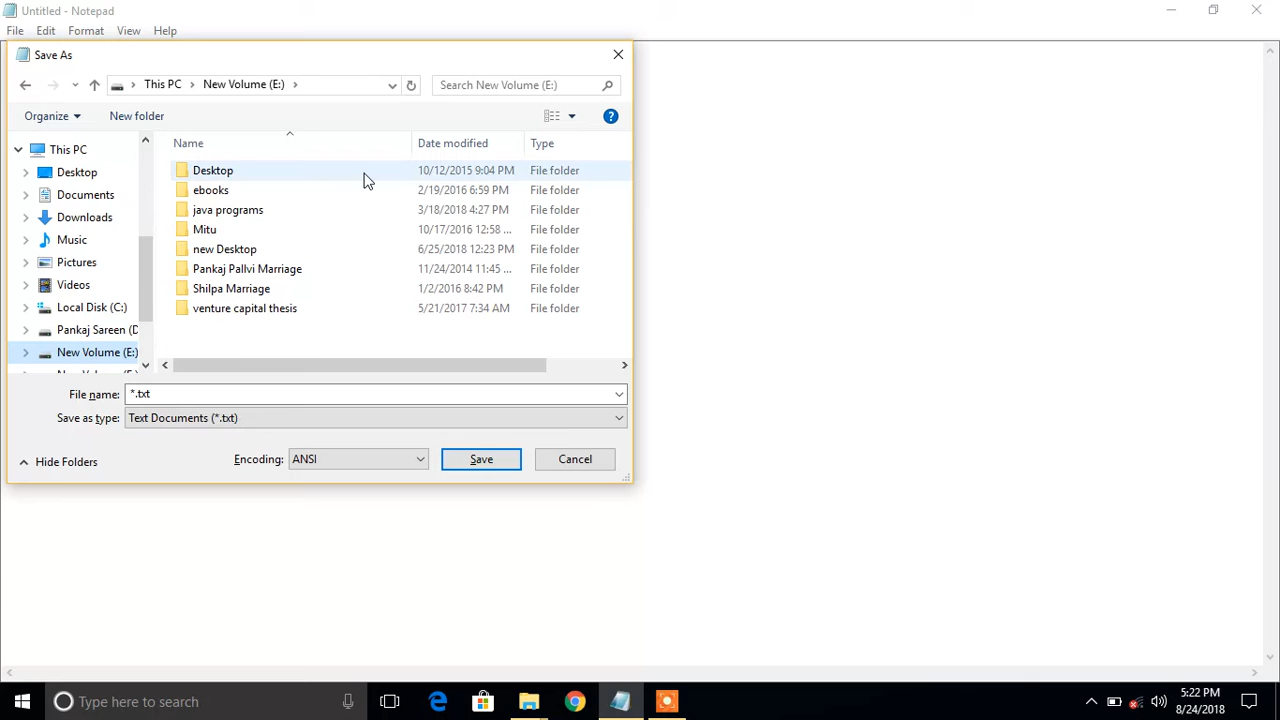 Untitled - Notepad
File Edit Format View Help
Save As
This PC New Volume (E:)
Search New Volume (E:)
Organize New folder
Name Date modified Type
This PC
Desktop
Documents
Downloads
Music
Pictures
Videos
Local Disk (C:)
Pankaj Sareen (D
New Volume (E:)
Desktop 10/12/2015 9:04 PM File folder
ebooks 2/19/2016 6:59 PM File folder
java programs 3/18/2018 4:27 PM File folder
Mitu 10/17/2016 12:58 ... File folder
new Desktop 6/25/2018 12:23 PM File folder
Pankaj Pallvi Marriage 11/24/2014 11:45 ... File folder
Shilpa Marriage 1/2/2016 8:42 PM File folder
venture capital thesis 5/21/2017 7:34 AM File folder
File name: *.txt
Save as type: Text Documents (*.txt)
Hide Folders Encoding: ANSI Save Cancel
Type here to search
5:22 PM
8/24/2018